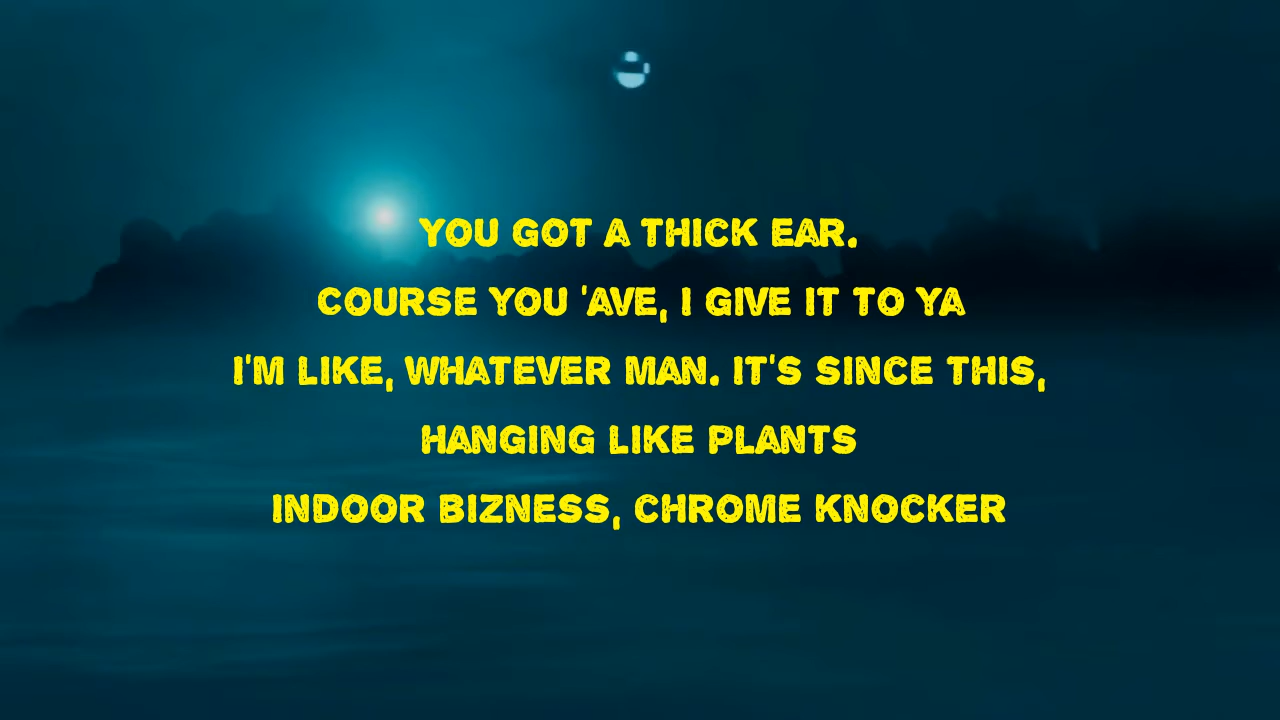 YOU GOT A THICK EAR.
COURSE YOU 'AVE, I GIVE IT TO YA
I'M LIKE, WHATEVER MAN. IT'S SINCE THIS,
HANGING LIKE PLANTS
INDOOR BIZNESS, CHROME KNOCKER